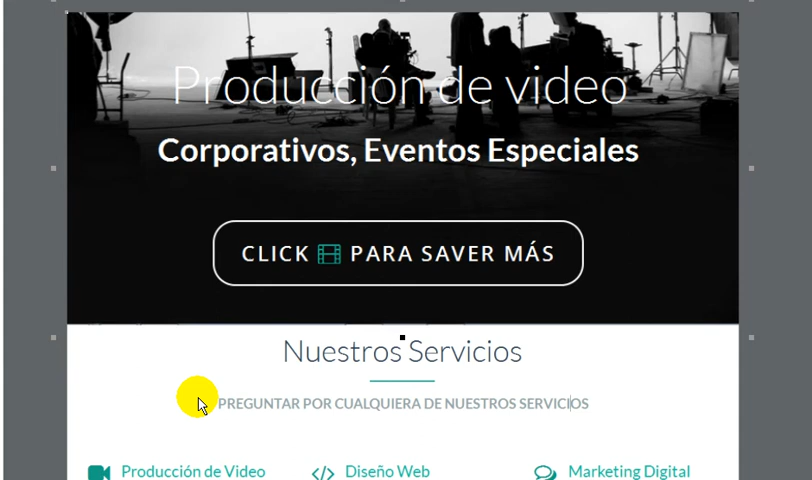 Producción de video
Corporativos, Eventos Especiales
CLICK PARA SAVER MÁS
Nuestros Servicios
PREGUNTAR POR CUALQUIERA DE NUESTROS SERVICIOS
Producción de Video
Diseño Web
Marketing Digital